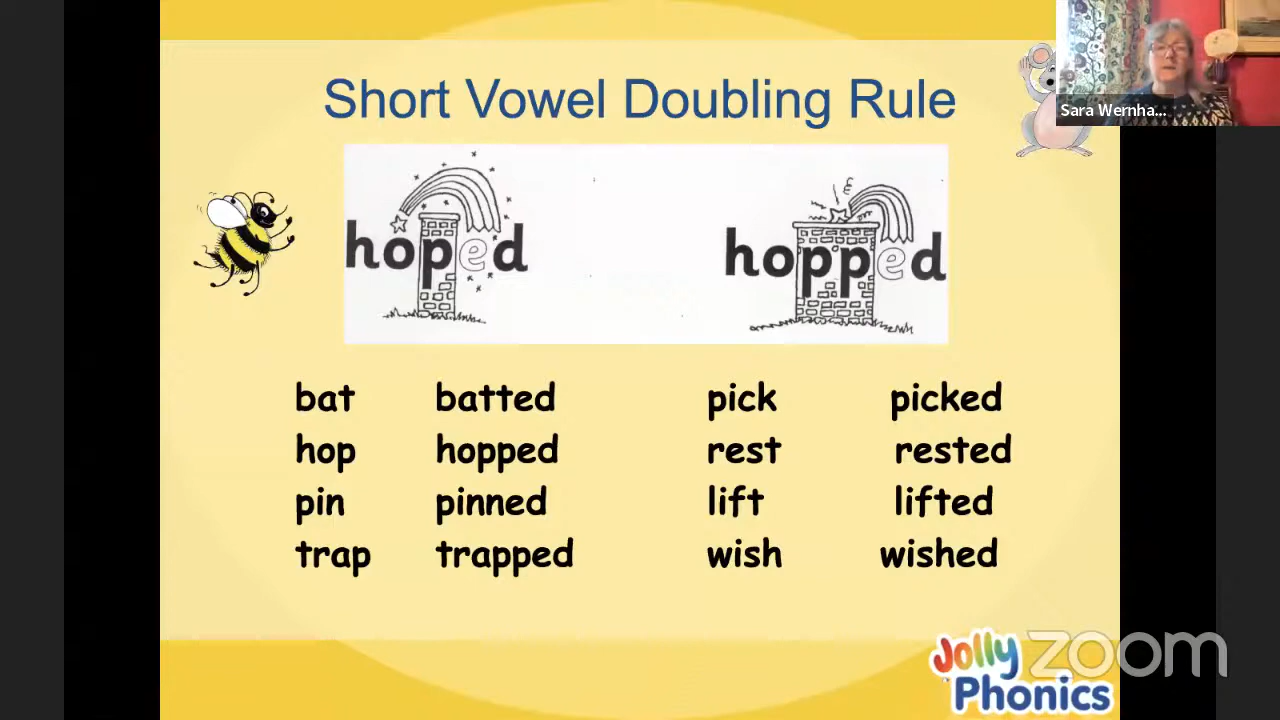 Short Vowel Doubling Rule
Sara Wernha...
hoped hopped
bat batted pick picked
hop hopped rest rested
pin pinned lift lifted
trap trapped wish wished
Jolly
Phonics
zoom